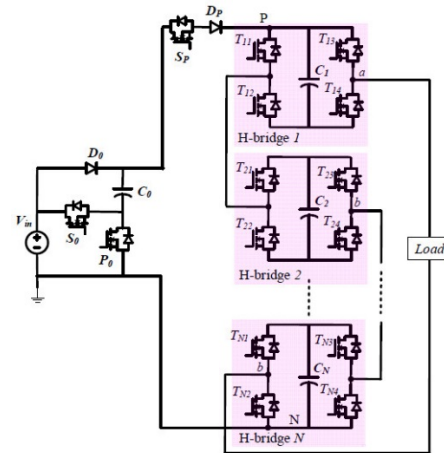 D_P
P
S_P
T_11
T_13
C_1
a
T_12
T_14
H-bridge 1
D_0
C_0
V_in
S_0
P_0
T_21
T_23
C_2
b
T_22
T_24
H-bridge 2
Load
T_N1
T_N3
b
C_N
T_N2
T_N4
N
H-bridge N